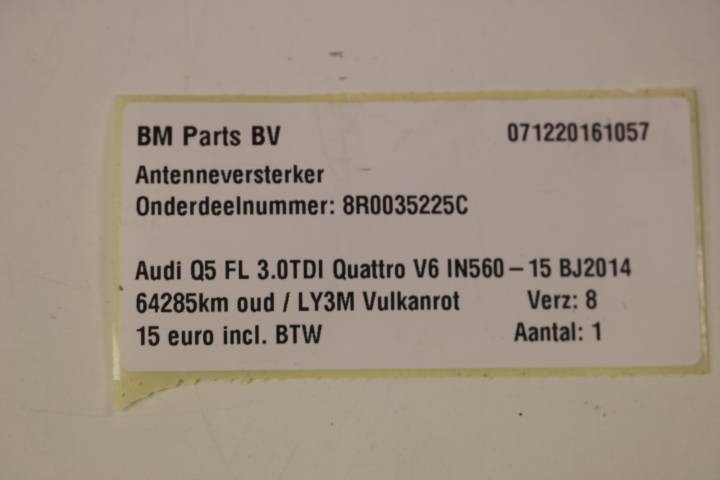 BM Parts BV 071220161057
Antenneversterker
Onderdeelnummer: 8R0035225C
Audi Q5 FL 3.0TDI Quattro V6 IN560 – 15 BJ2014
64285km oud / LY3M Vulkanrot Verz: 8
15 euro incl. BTW Aantal: 1